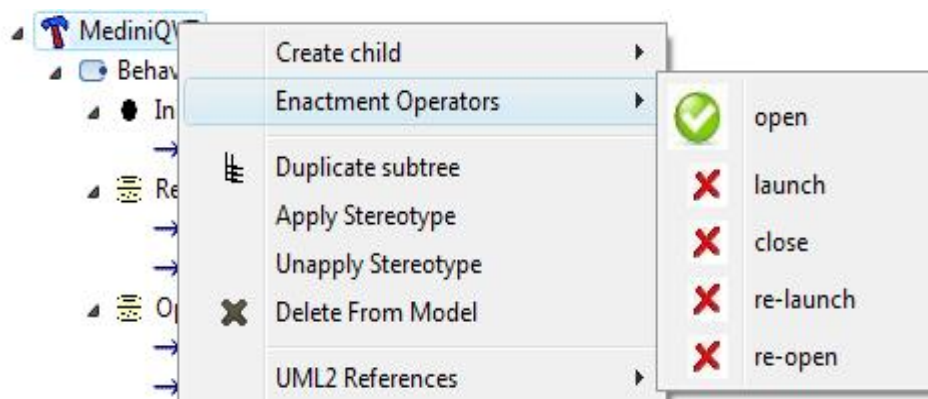 MediniQV
Behav
In
Re
Op
Create child
Enactment Operators
Duplicate subtree
Apply Stereotype
Unapply Stereotype
Delete From Model
UML2 References
open
launch
close
re-launch
re-open